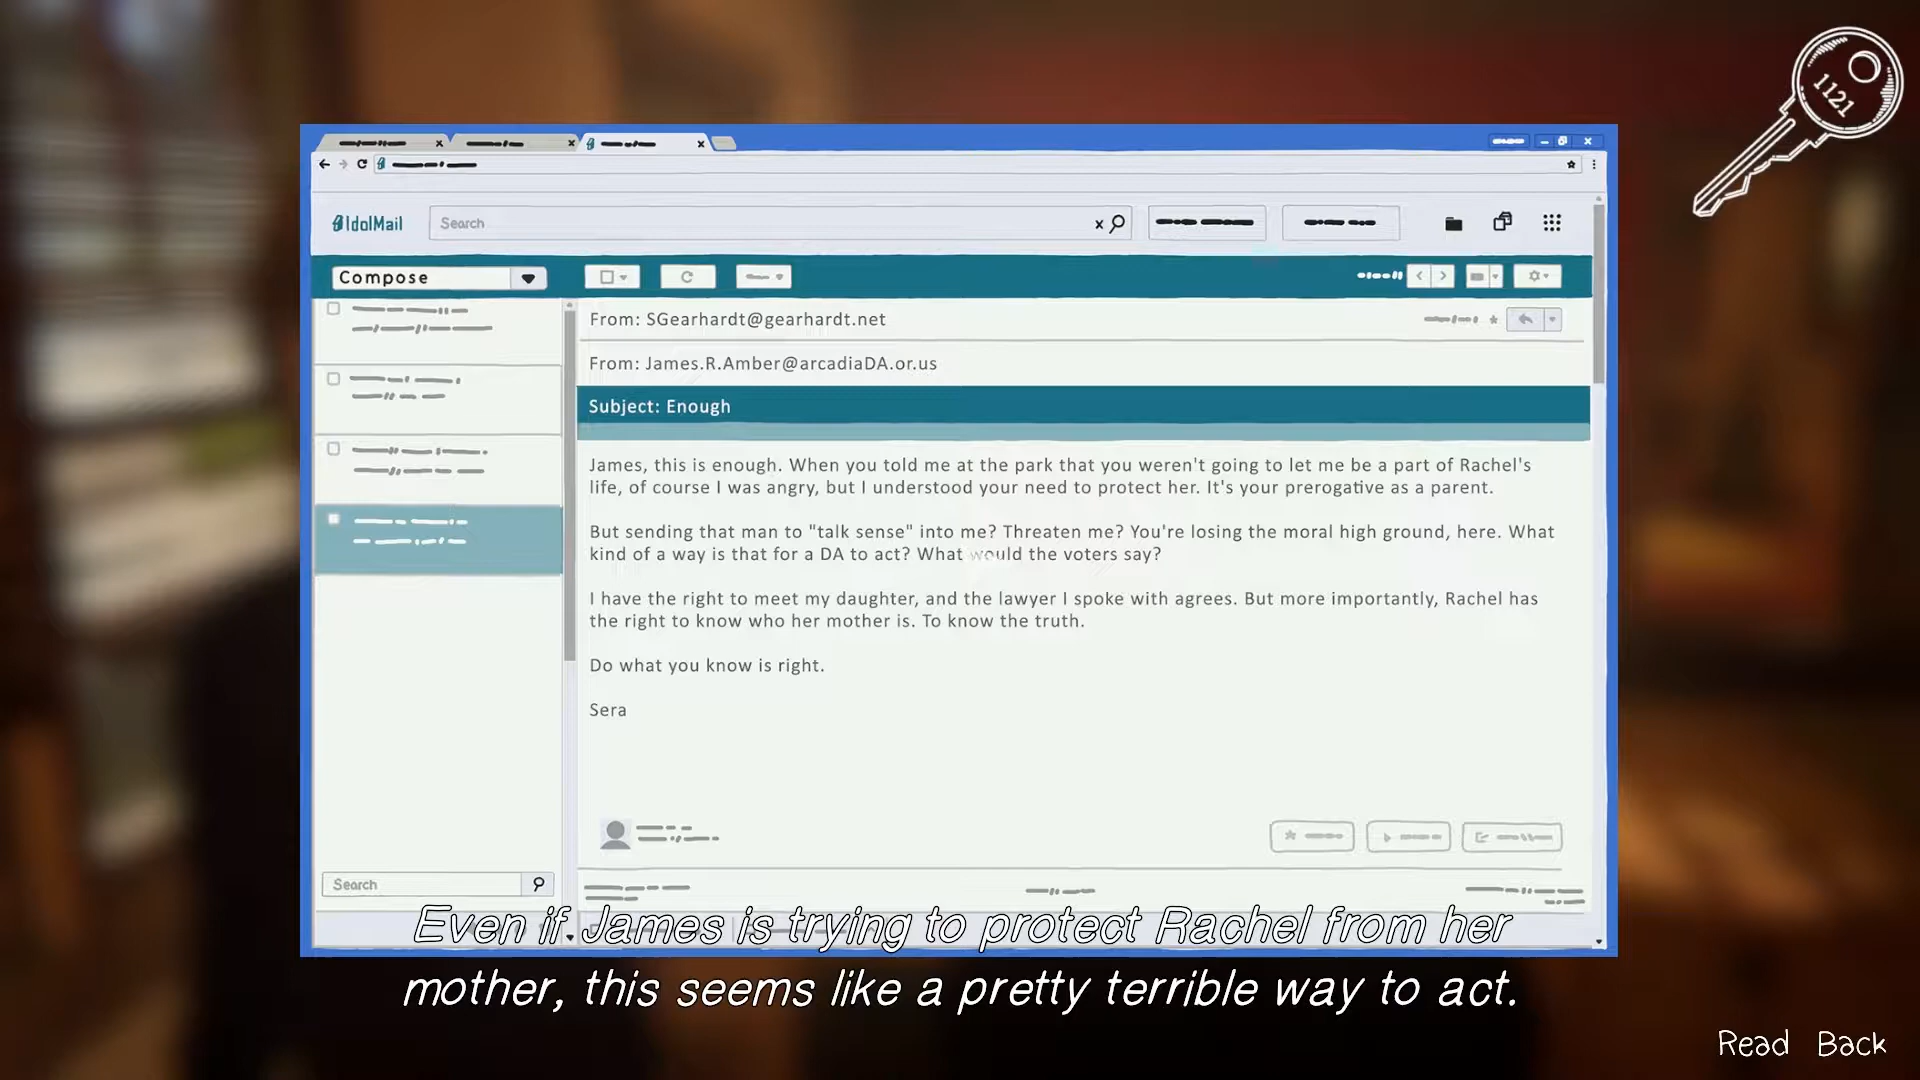 1121
IdolMail
Search
Compose
From: SGearhardt@gearhardt.net
From: James.R.Amber@arcadiaDA.or.us
Subject: Enough
James, this is enough. When you told me at the park that you weren't going to let me be a part of Rachel's
life, of course I was angry, but I understood your need to protect her. It's your prerogative as a parent.
But sending that man to "talk sense" into me? Threaten me? You're losing the moral high ground, here. What
kind of a way is that for a DA to act? What would the voters say?
I have the right to meet my daughter, and the lawyer I spoke with agrees. But more importantly, Rachel has
the right to know who her mother is. To know the truth.
Do what you know is right.
Sera
Search
Even if James is trying to protect Rachel from her
mother, this seems like a pretty terrible way to act.
Read Back